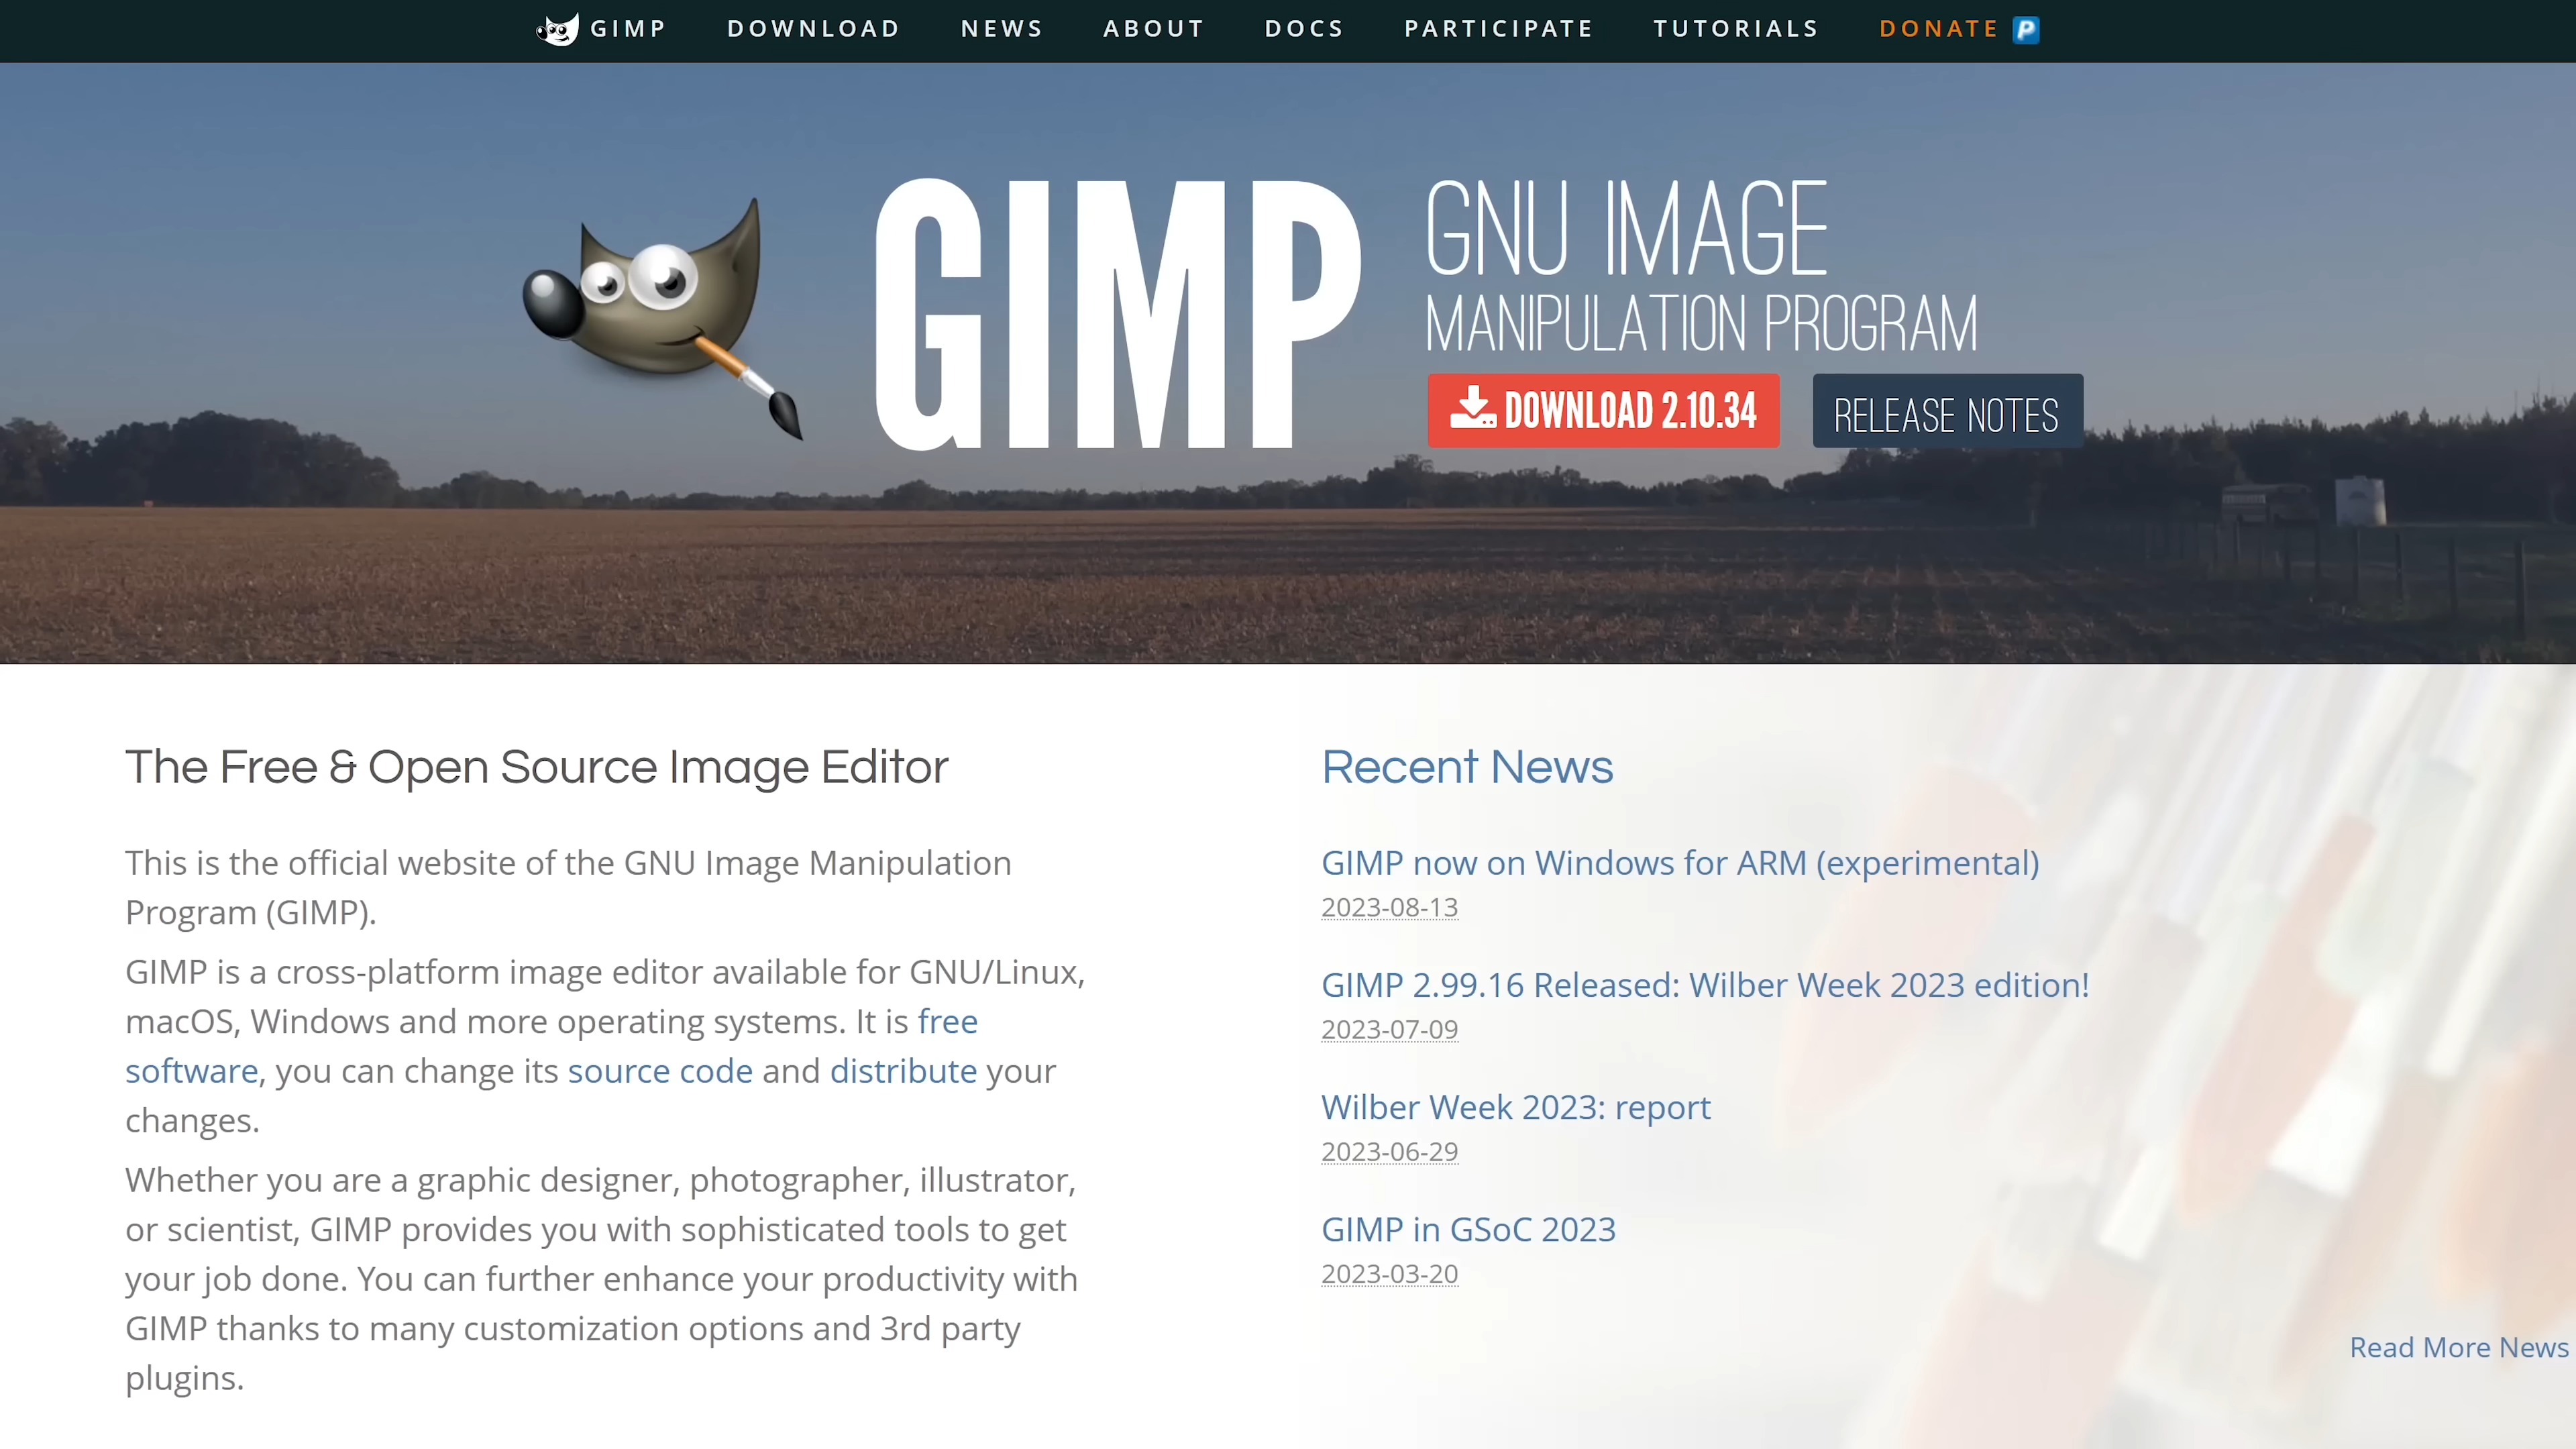 GIMP DOWNLOAD NEWS ABOUT DOCS PARTICIPATE TUTORIALS DONATE
GIMP
GNU IMAGE
MANIPULATION PROGRAM
DOWNLOAD 2.10.34
RELEASE NOTES
The Free & Open Source Image Editor
This is the official website of the GNU Image Manipulation
Program (GIMP).
GIMP is a cross-platform image editor available for GNU/Linux,
macOS, Windows and more operating systems. It is free
software, you can change its source code and distribute your
changes.
Whether you are a graphic designer, photographer, illustrator,
or scientist, GIMP provides you with sophisticated tools to get
your job done. You can further enhance your productivity with
GIMP thanks to many customization options and 3rd party
plugins.
Recent News
GIMP now on Windows for ARM (experimental)
2023-08-13
GIMP 2.99.16 Released: Wilber Week 2023 edition!
2023-07-09
Wilber Week 2023: report
2023-06-29
GIMP in GSoC 2023
2023-03-20
Read More News